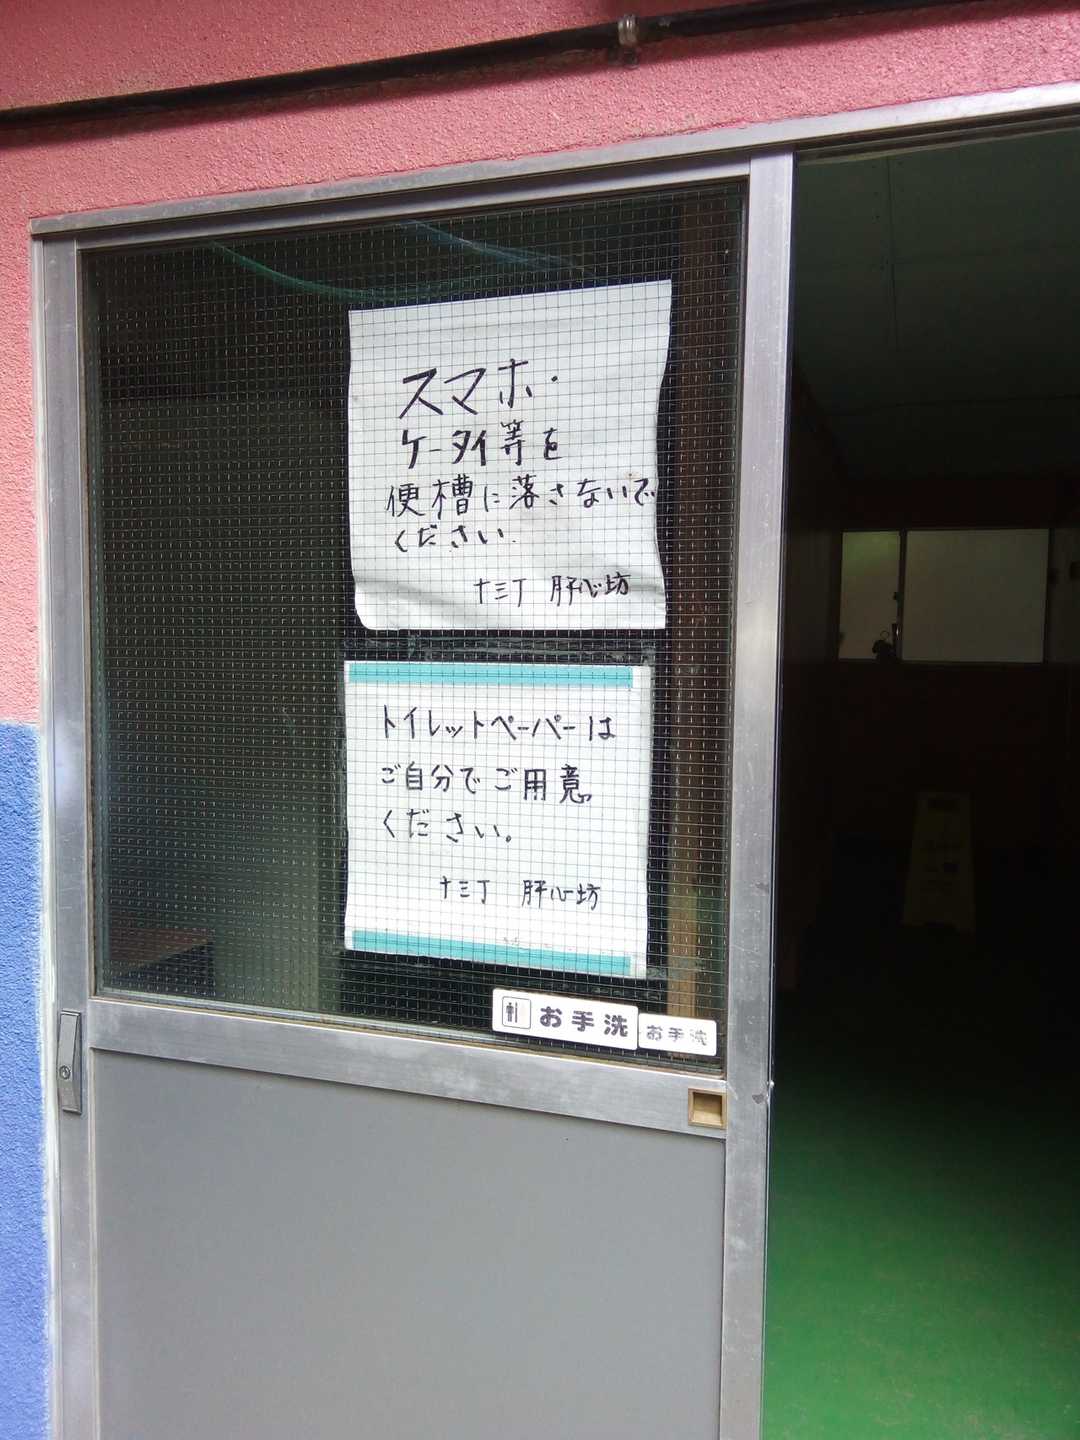 スマホ・
ケータイ等を
便槽に落さないで
ください.
十三丁 肝心坊
トイレットペーパーは
ご自分でご用意
ください。
十三丁 肝心坊
お手洗
お手洗